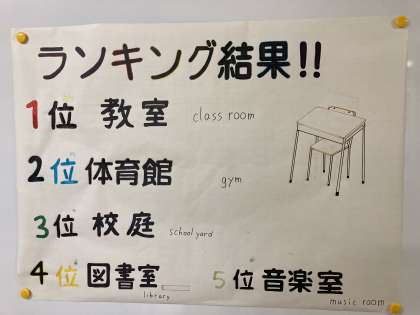 ランキング結果!!
1位 教室 class room
2位 体育館 gym
3位 校庭 school yard
4位 図書室 library 5位 音楽室 music room